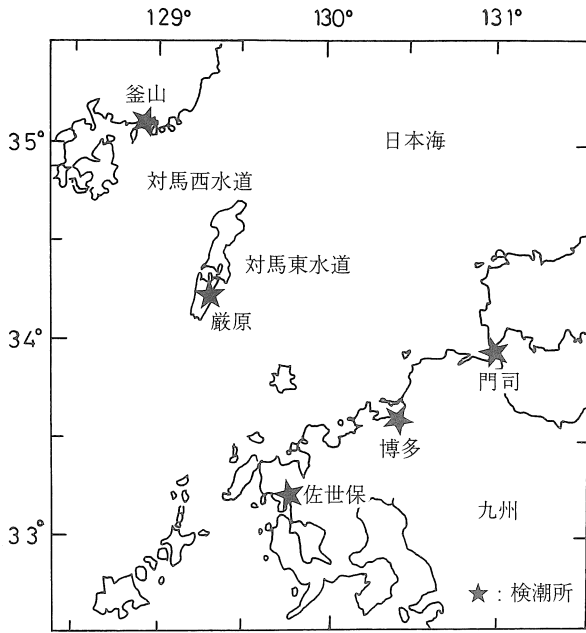 129° 130° 131°
釜山
35°
日本海
対馬西水道
対馬東水道
厳原
34°
門司
博多
佐世保
33°
九州
★:検潮所